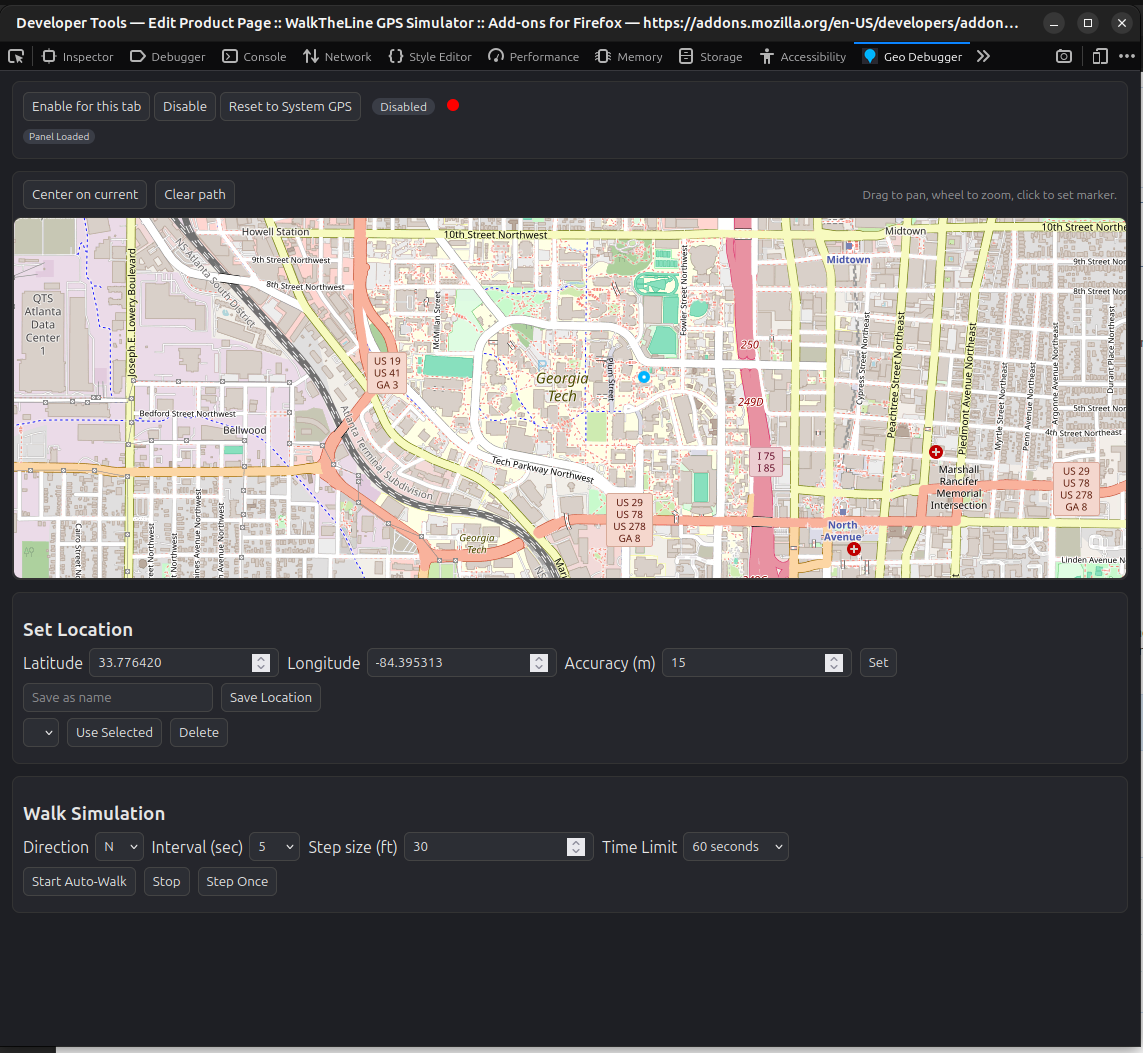 Developer Tools — Edit Product Page :: WalkTheLine GPS Simulator :: Add-ons for Firefox — https://addons.mozilla.org/en-US/developers/addon…
Inspector Debugger Console Network Style Editor Performance Memory Storage Accessibility Geo Debugger
Enable for this tab Disable Reset to System GPS Disabled
Panel Loaded
Center on current Clear path Drag to pan, wheel to zoom, click to set marker.
Howell Station
10th Street Northwest
Midtown
10th Street Northe
9th Street Northwest
8th Street Northwest
NS Atlanta South District
Joseph E. Lowery Boulevard
QTS
Atlanta
Data
Center
1
McMillan Street
Fowler Street Northwest
Midtown
9th Street Nor
8th Street Nor
250
US 19
US 41
GA 3
Georgia
Tech
Plum Street
249D
Cypress Street Northeast
Peachtree Street Northeast
Piedmont Avenue Northeast
Myrtle Street Northeast
Penn Avenue Northeast
Argonne Avenue Northeast
Durant Place Northeast
5th Street Nor
4th Street Northeast
Bedford Street Northwest
Bellwood
Atlanta Terminal Subdivision
Tech Parkway Northwest
I 75
I 85
Marshall
Rancifer
Memorial
Intersection
US 29
US 78
US 278
GA 8
US 29
US 78
US 278
GA 8
North
Avenue
Georgia
Tech
Linden Avenue N
Set Location
Latitude 33.776420 Longitude -84.395313 Accuracy (m) 15 Set
Save as name Save Location
Use Selected Delete
Walk Simulation
Direction N Interval (sec) 5 Step size (ft) 30 Time Limit 60 seconds
Start Auto-Walk Stop Step Once